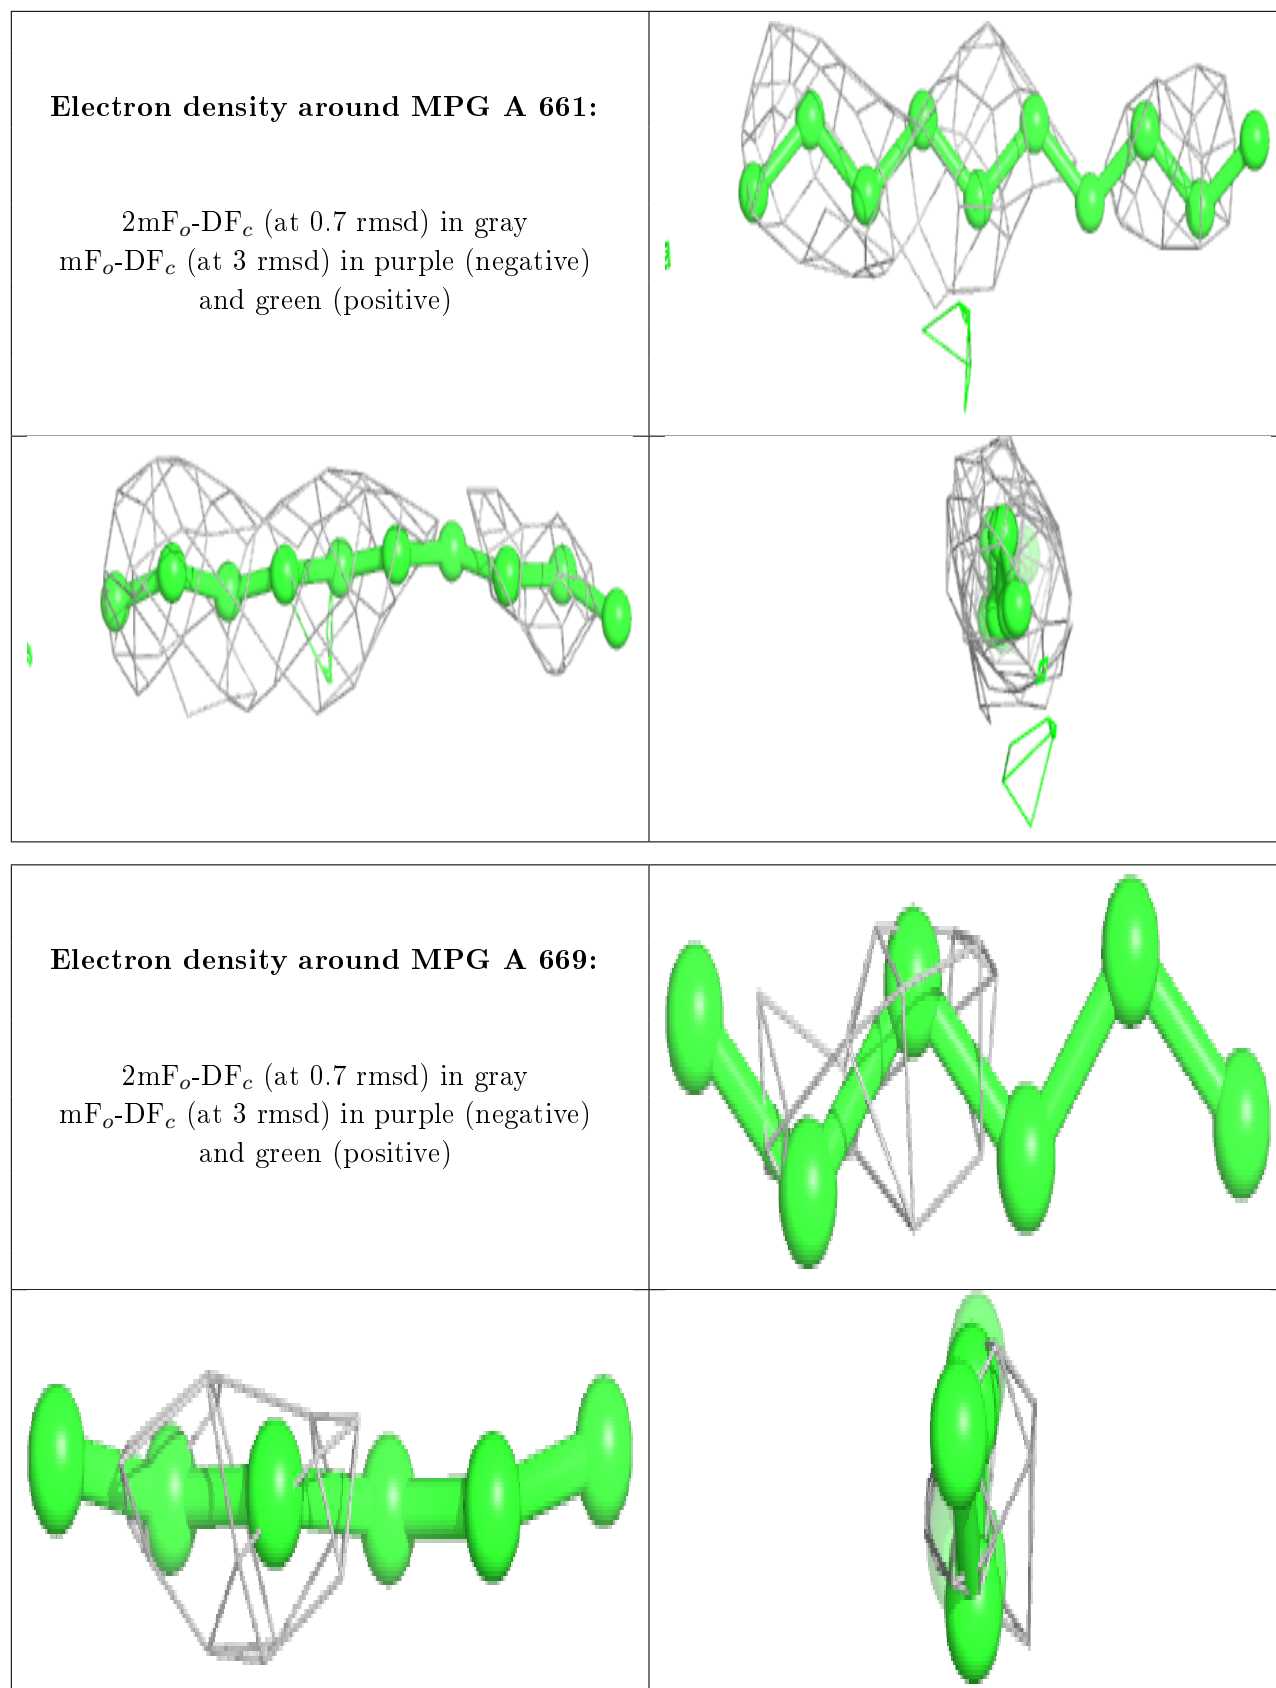 Electron density around MPG A 661:
2mFo-DFc (at 0.7 rmsd) in gray
mFo-DFc (at 3 rmsd) in purple (negative)
and green (positive)
Electron density around MPG A 669:
2mFo-DFc (at 0.7 rmsd) in gray
mFo-DFc (at 3 rmsd) in purple (negative)
and green (positive)